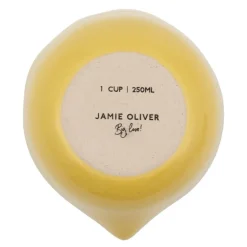 1 CUP | 250ML
JAMIE OLIVER
Big love!